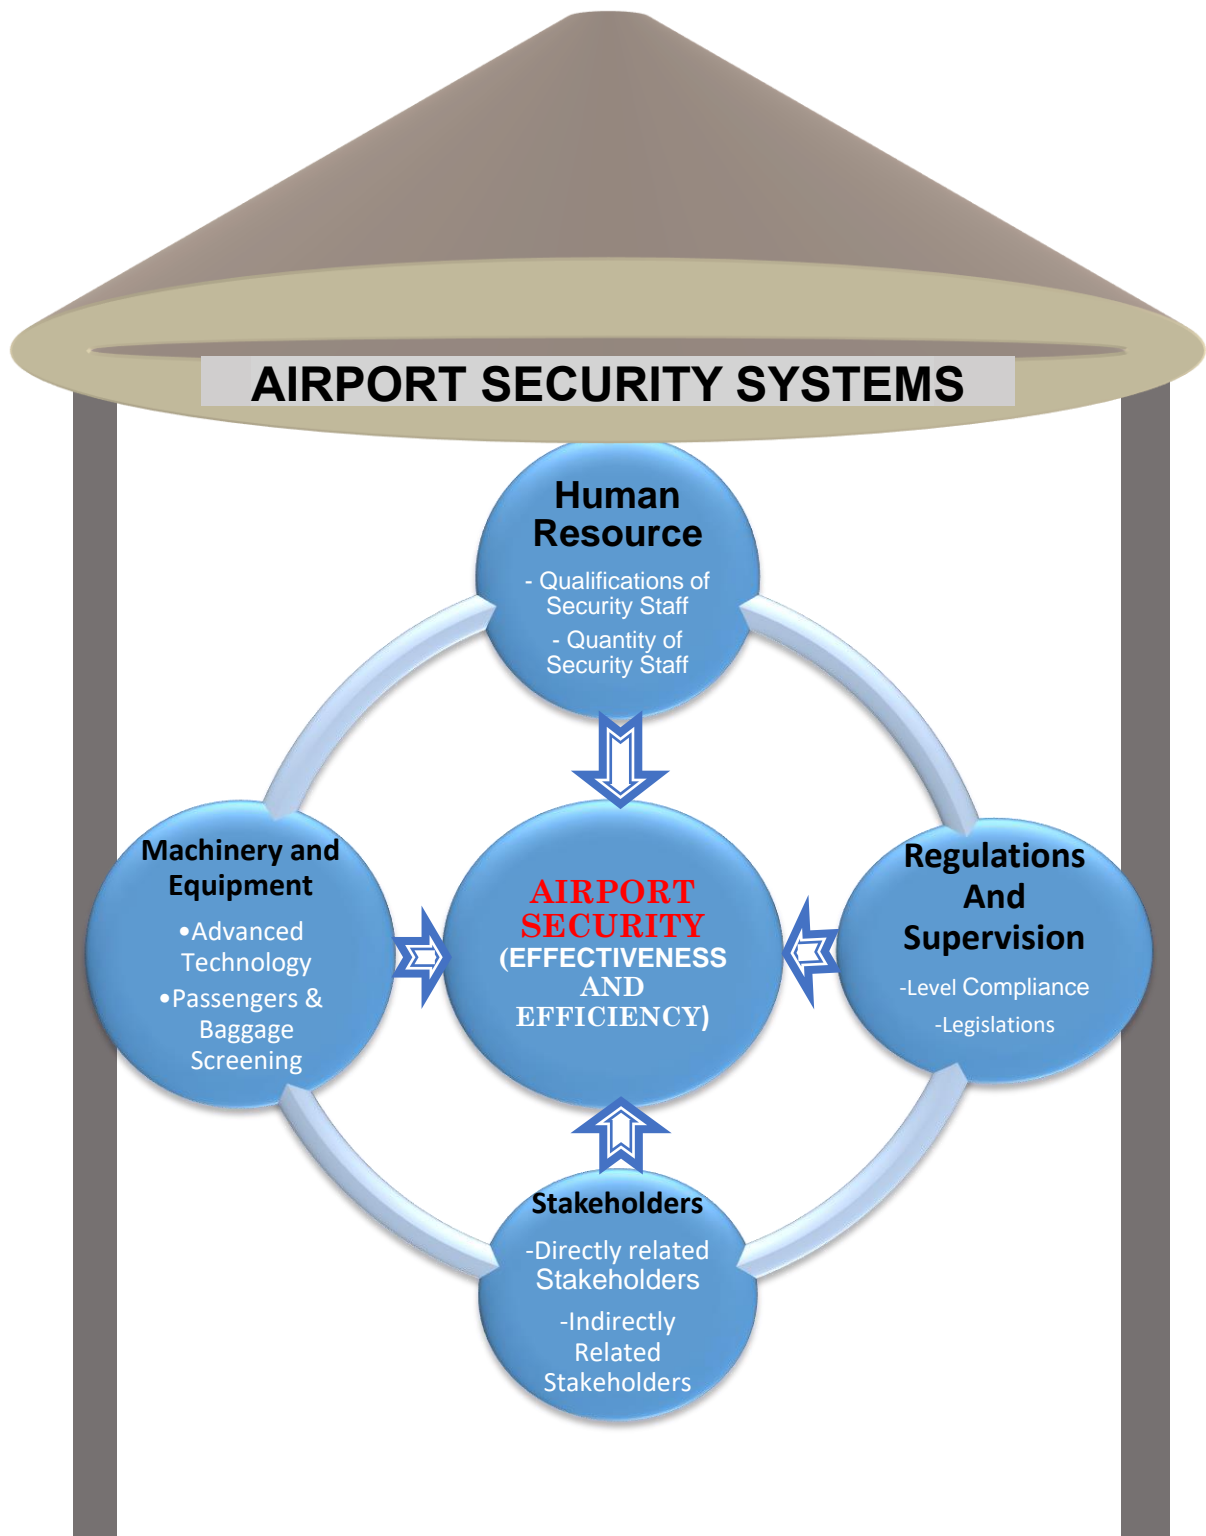 AIRPORT SECURITY SYSTEMS
Human
Resource
- Qualifications of
Security Staff
- Quantity of
Security Staff
Machinery and
Equipment
•Advanced
Technology
•Passengers &
Baggage
Screening
AIRPORT
SECURITY
(EFFECTIVENESS
AND
EFFICIENCY)
Regulations
And
Supervision
-Level Compliance
-Legislations
Stakeholders
-Directly related
Stakeholders
-Indirectly
Related
Stakeholders